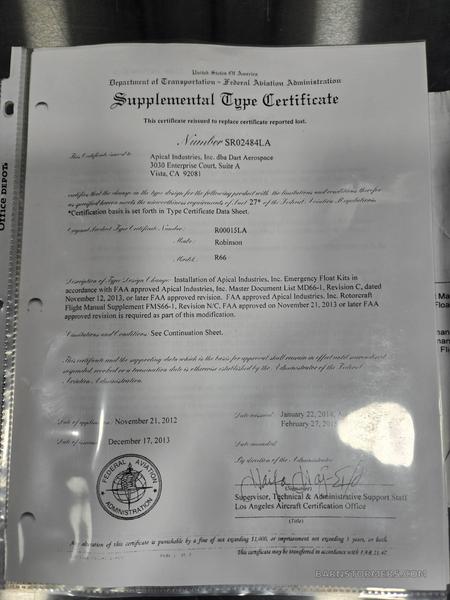 United States Of America
Department of Transportation - Federal Aviation Administration
Supplemental Type Certificate
This certificate reissued to replace certificate reported lost.
Number SR02484LA
This Certificate issued to
Apical Industries, Inc. dba Dart Aerospace
3030 Enterprise Court, Suite A
Vista, CA 92081
certifies that the change in the type design for the following product with the limitations and conditions therefor
as specified hereon meets the airworthiness requirements of Part 27* of the Federal Aviation Regulations.
*Certification basis is set forth in Type Certificate Data Sheet.
Original Product Type Certificate Number: R00015LA
Make: Robinson
Model: R66
Description of Type Design Change: Installation of Apical Industries, Inc. Emergency Float Kits in
accordance with FAA approved Apical Industries, Inc. Master Document List MD66-1, Revision C, dated
November 12, 2013, or later FAA approved revision. FAA approved Apical Industries, Inc. Rotorcraft
Flight Manual Supplement FMS66-1, Revision N/C, FAA approved on November 21, 2013 or later FAA
approved revision is required as part of this modification.
Limitations and Conditions: See Continuation Sheet.
This certificate and the supporting data which is the basis for approval shall remain in effect until surrendered
suspended revoked or a termination date is otherwise established by the Administrator of the Federal
Aviation Administration.
Date of application: November 21, 2012
Date reissued: January 22, 2014,
February 27,
Date of issuance: December 17, 2013
Date amended:
By direction of the Administrator
(Signature)
Supervisor, Technical & Administrative Support Staff
Los Angeles Aircraft Certification Office
(Title)
FEDERAL AVIATION
ADMINISTRATION
Any alteration of this certificate is punishable by a fine of not exceeding $1,000, or imprisonment not exceeding 3 years, or both.
This certificate may be transferred in accordance with FAR 21.47.
Office DEPOT
BARNSTORMERS.COM